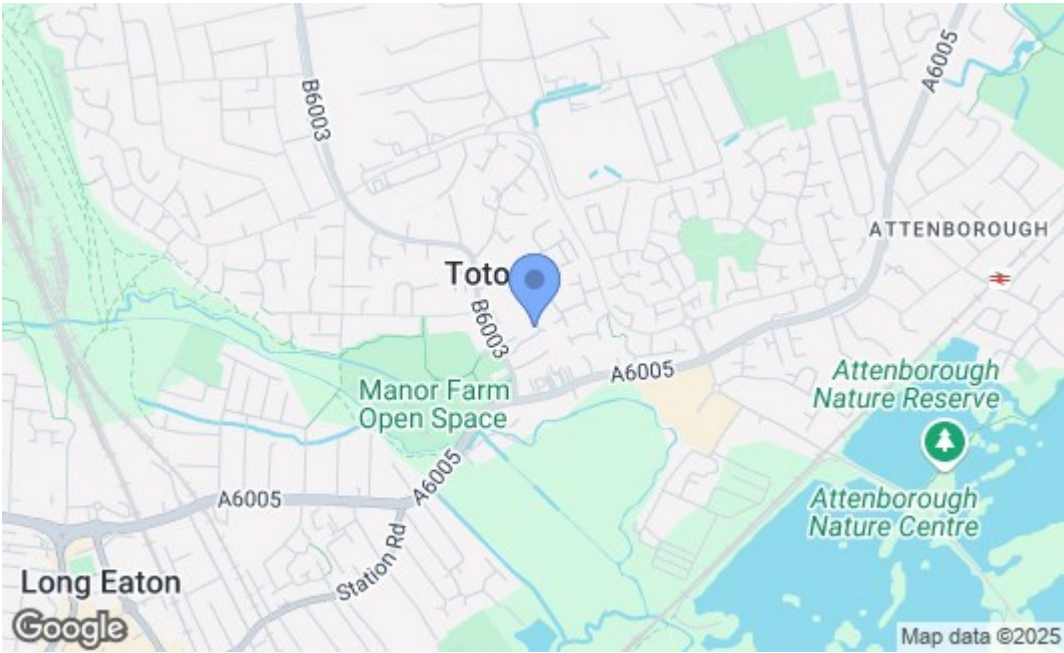 A6005
B6003
ATTENBOROUGH
Toto
B6003
A6005
Manor Farm
Open Space
Attenborough
Nature Reserve
A6005
A6005
Attenborough
Nature Centre
Station Rd
Long Eaton
Google
Map data ©2025